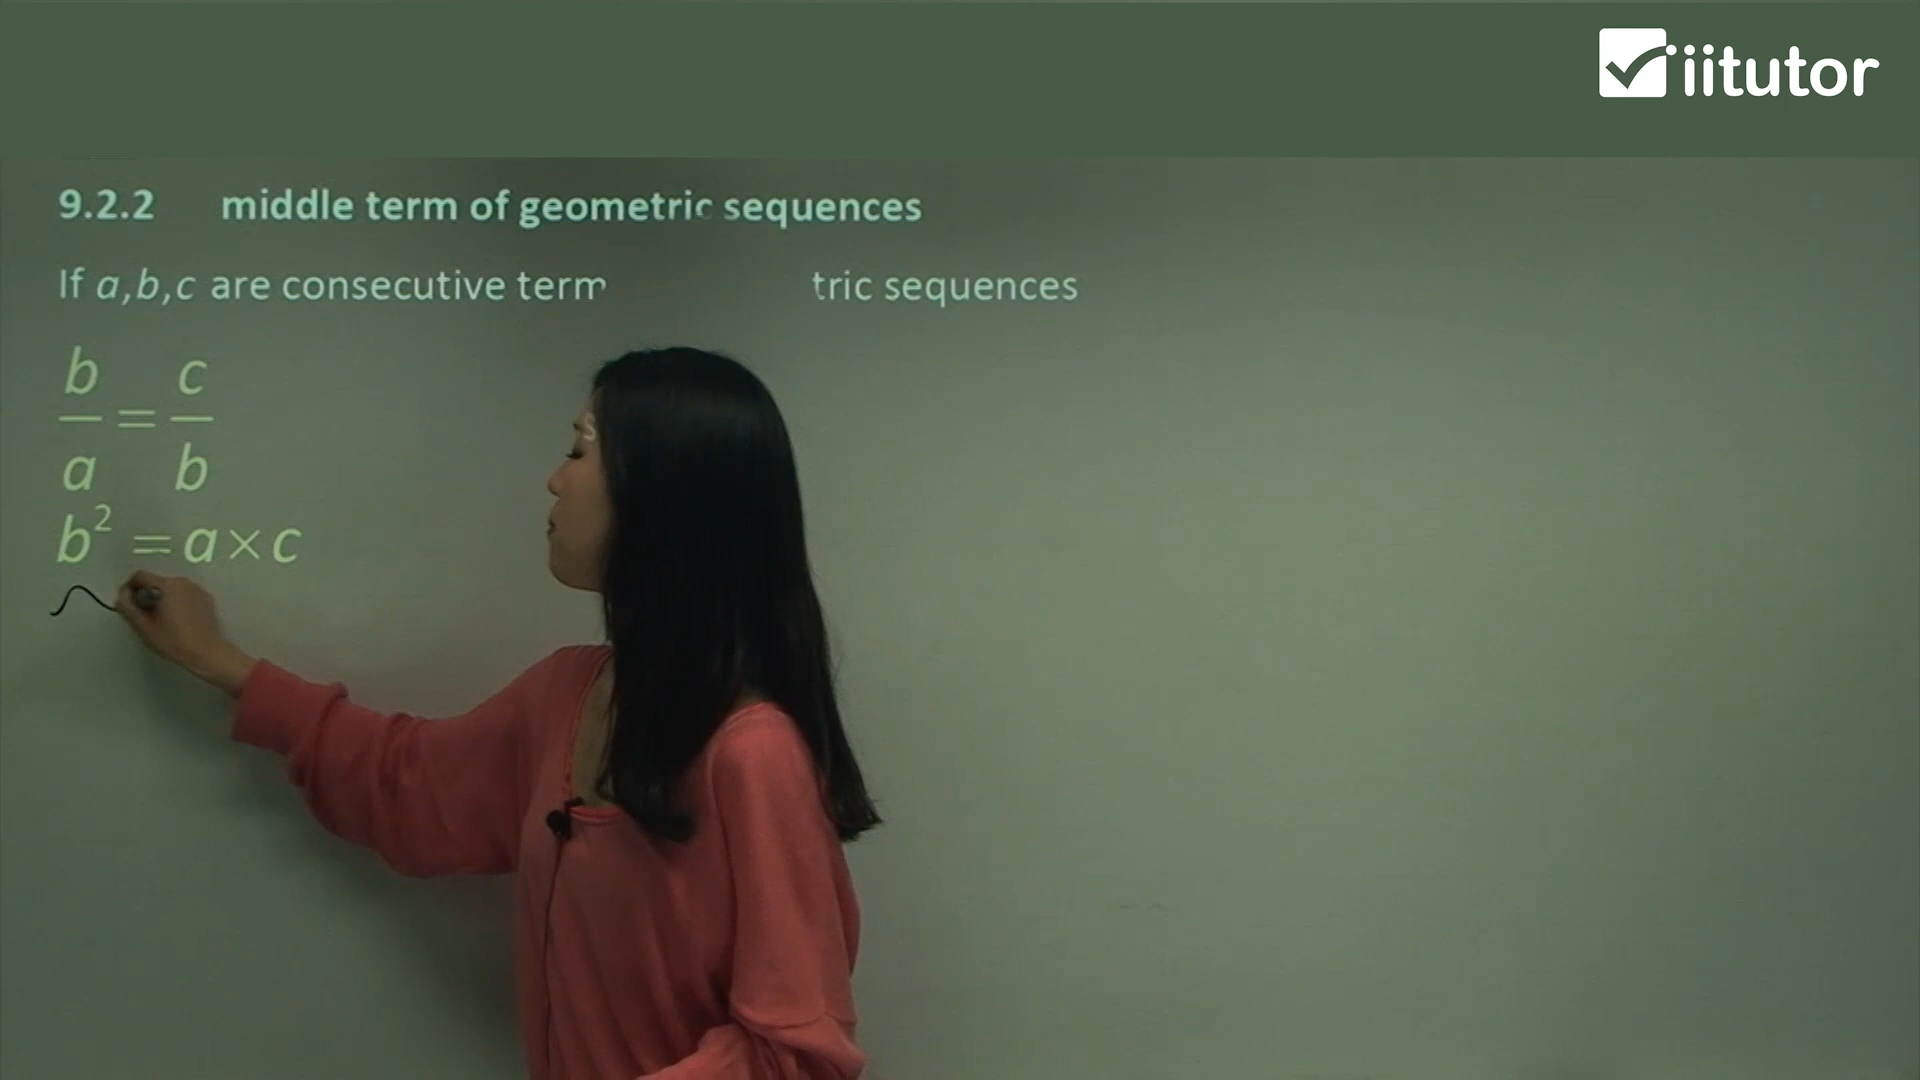 iitutor
9.2.2 middle term of geometric sequences
If a,b,c are consecutive term tric sequences
b/a = c/b
b² = a×c